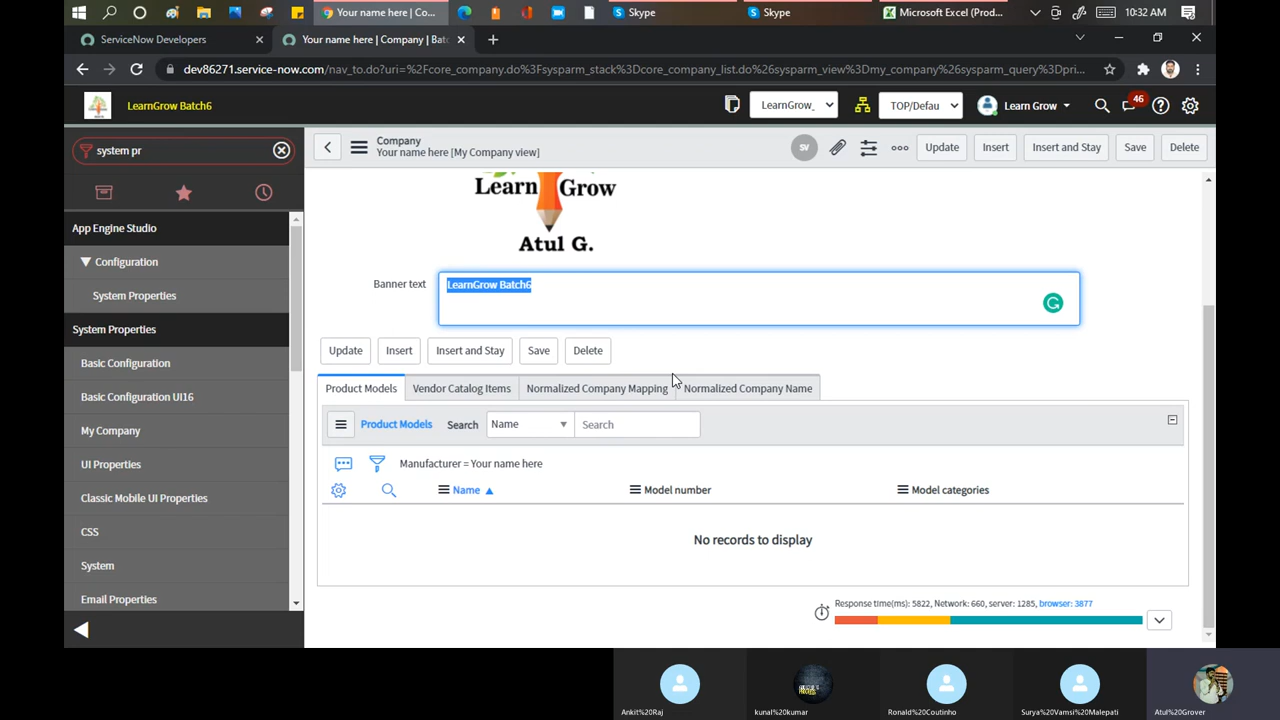 Your name here | Co...
Skype
Skype
Microsoft Excel (Prod...
10:32 AM
ServiceNow Developers
Your name here | Company | Bat
dev86271.service-now.com/nav_to.do?uri=%2Fcore_company.do%3Fsysparm_stack%3Dcore_company_list.do%26sysparm_view%3Dmy_company%26sysparm_query%3Dpri...
LearnGrow Batch6
LearnGrow_
TOP/Defau
Learn Grow
46
system pr
Company
Your name here [My Company view]
SV
Update
Insert
Insert and Stay
Save
Delete
App Engine Studio
Configuration
System Properties
System Properties
Basic Configuration
Basic Configuration UI16
My Company
UI Properties
Classic Mobile UI Properties
CSS
System
Email Properties
Learn Grow
Atul G.
Banner text
LearnGrow Batch6
Update
Insert
Insert and Stay
Save
Delete
Product Models
Vendor Catalog Items
Normalized Company Mapping
Normalized Company Name
Product Models
Search
Name
Search
Manufacturer = Your name here
Name
Model number
Model categories
No records to display
Response time(ms): 5822, Network: 660, server: 1285, browser: 3877
Ankit%20Raj
kunal%20kumar
Ronald%20Coutinho
Surya%20Vamsi%20Malepati
Atul%20Grover